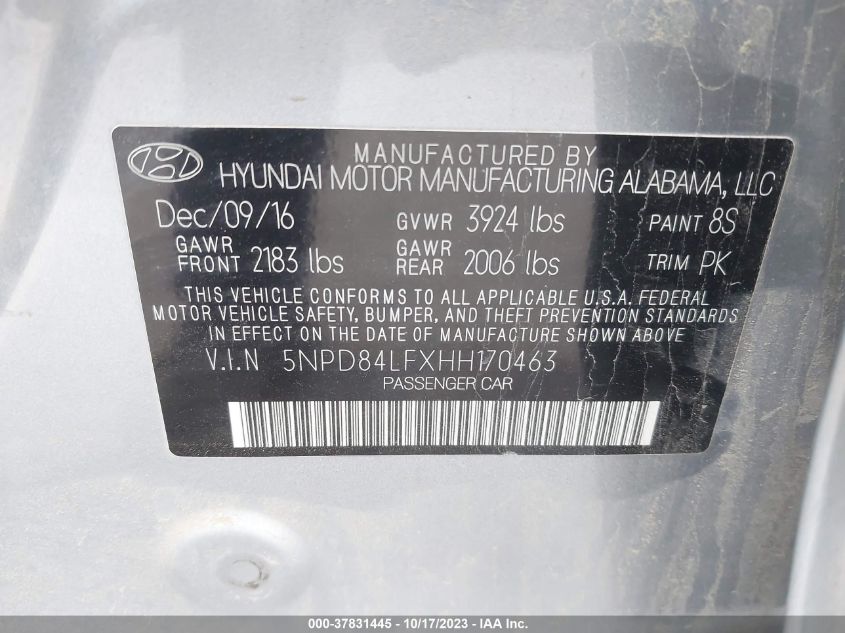 MANUFACTURED BY
HYUNDAI MOTOR MANUFACTURING ALABAMA, LLC
Dec/09/16 GVWR 3924 lbs PAINT 8S
GAWR FRONT 2183 lbs GAWR REAR 2006 lbs TRIM PK
THIS VEHICLE CONFORMS TO ALL APPLICABLE U.S.A. FEDERAL
MOTOR VEHICLE SAFETY, BUMPER, AND THEFT PREVENTION STANDARDS
IN EFFECT ON THE DATE OF MANUFACTURE SHOWN ABOVE
V.I.N 5NPD84LFXHH170463
PASSENGER CAR
000-37831445 - 10/17/2023 - IAA Inc.